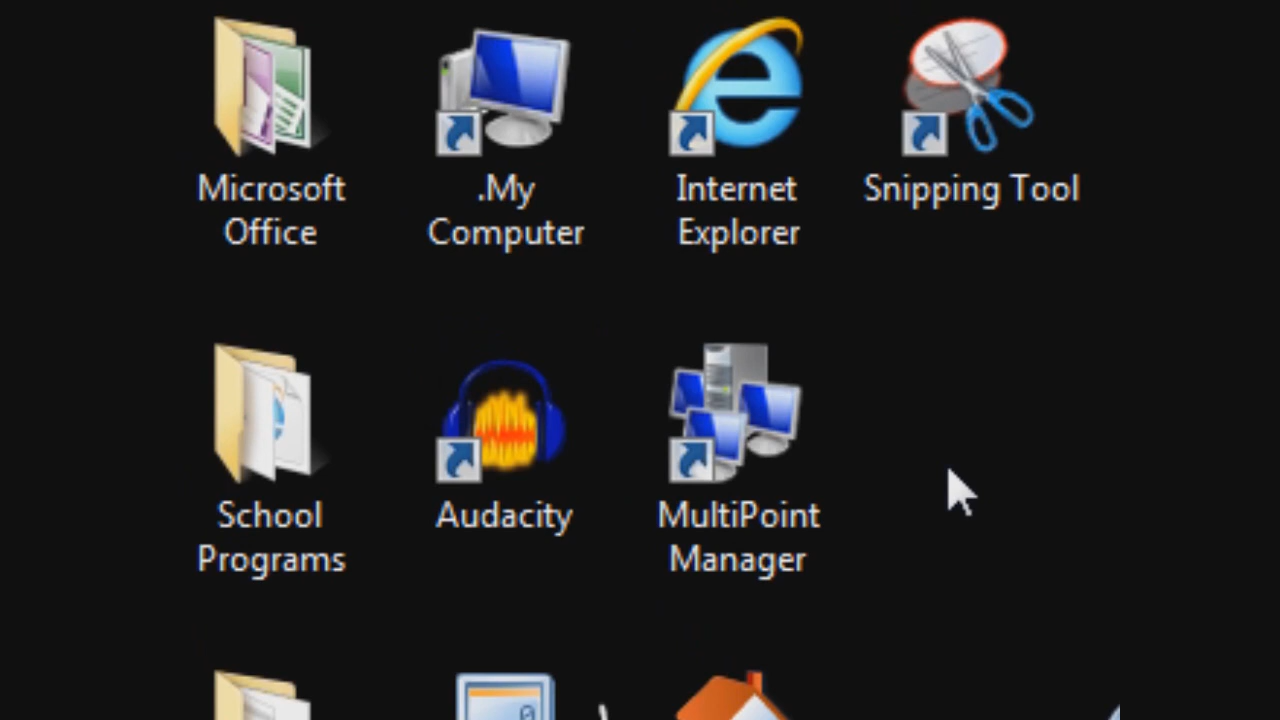 Microsoft
Office
.My
Computer
Internet
Explorer
Snipping Tool
School
Programs
Audacity
MultiPoint
Manager